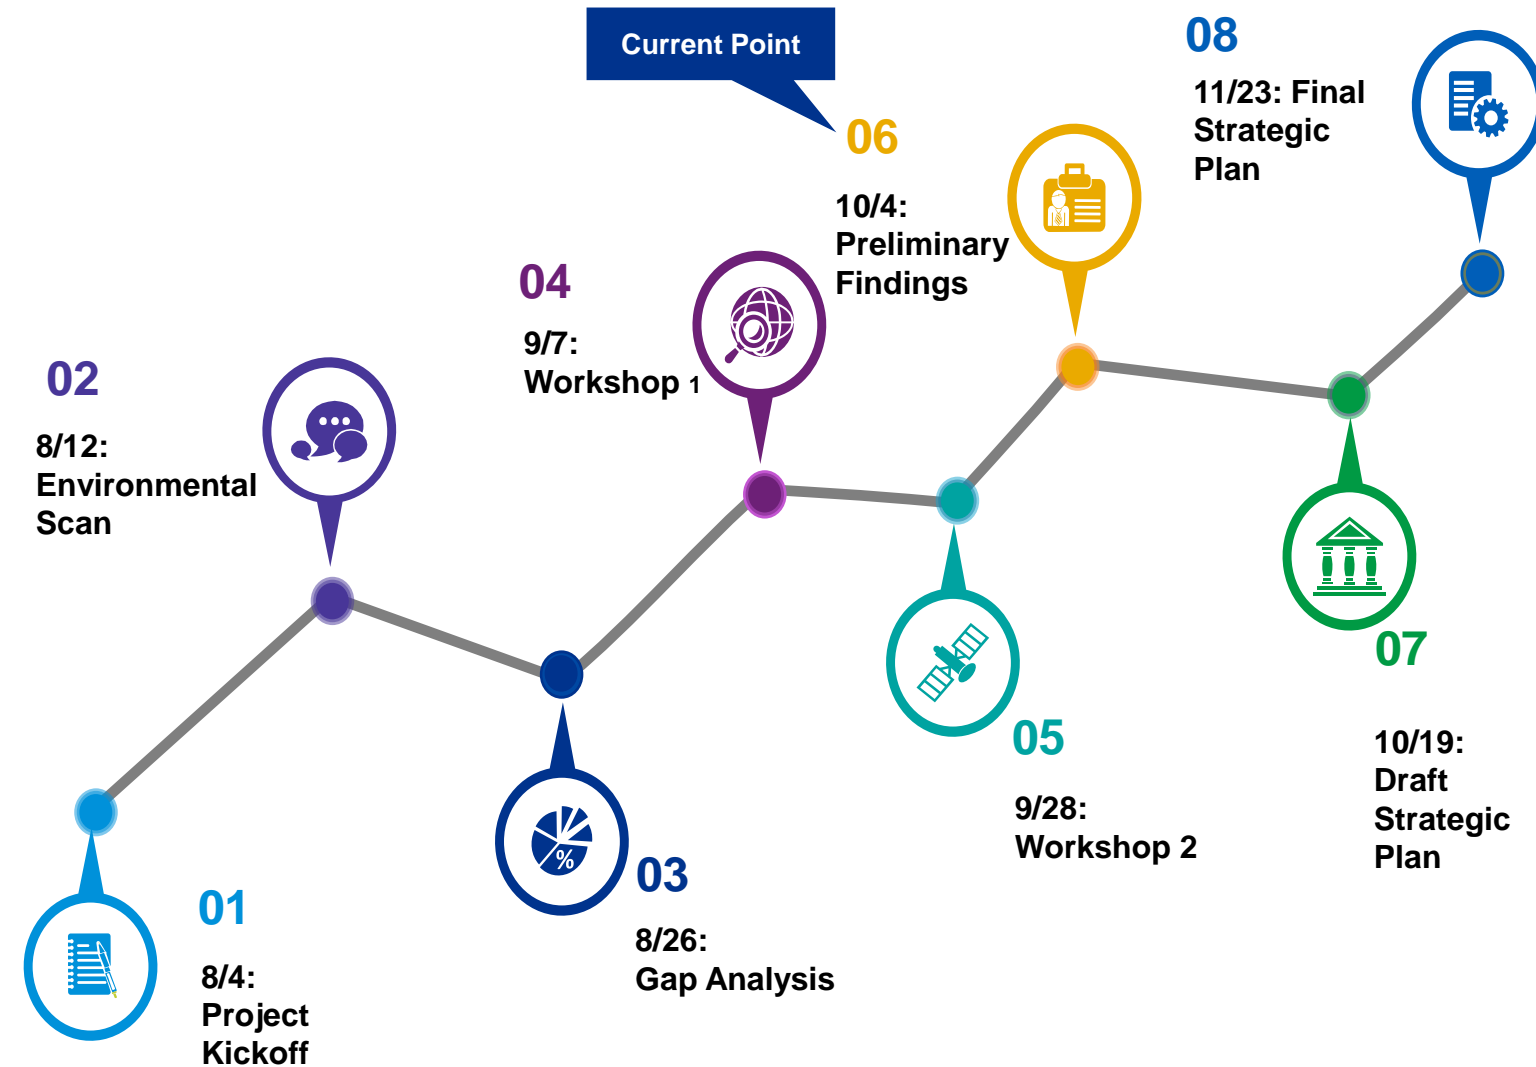 Current Point
01
8/4:
Project
Kickoff
02
8/12:
Environmental
Scan
%
03
8/26:
Gap Analysis
04
9/7:
Workshop 1
05
9/28:
Workshop 2
06
10/4:
Preliminary
Findings
07
10/19:
Draft
Strategic
Plan
08
11/23: Final
Strategic
Plan